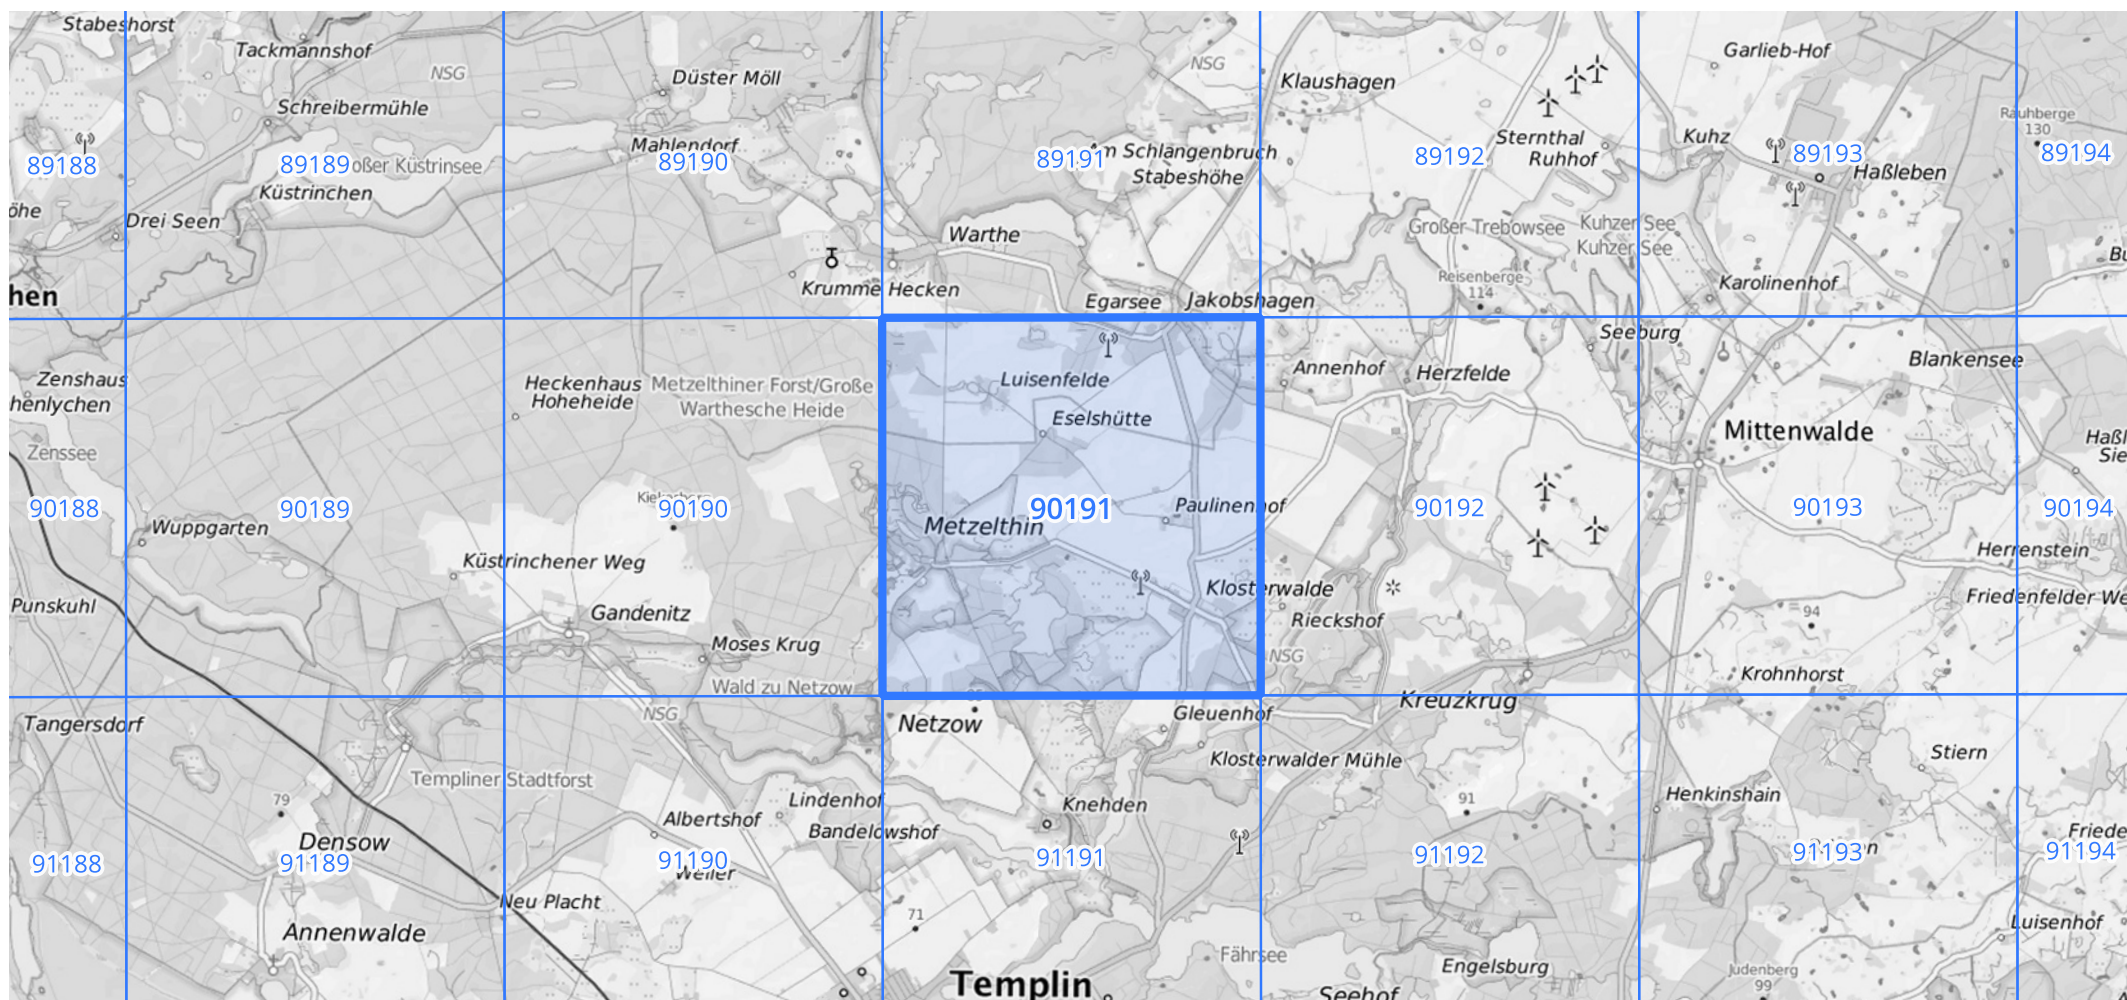 Stabeshorst
Tackmannshof
NSG
Düster Möll
NSG
Klaushagen
Garlieb-Hof
Schreibermühle
Rauhberge
130
Mahlendorf
Sternthal
Ruhhof
Kuhz
89188
89189
oßer Küstrinsee
89190
89191
m Schlangenbruch
Stabeshöhe
89192
89193
Haßleben
89194
Küstrinchen
öhe
Drei Seen
Warthe
Großer Trebowsee
Kuhzer See
Kuhzer See
hen
Krumme Hecken
Egarsee
Jakobshagen
Reisenberge
114
Karolinenhof
Bu
Zenshaus
henlychen
Heckenhaus
Hoheheide
Metzelthiner Forst/Große
Warthesche Heide
Luisenfelde
Eselshütte
Annenhof
Herzfelde
Seeburg
Blankensee
Zenssee
Mittenwalde
Haßl
Sie
90188
90189
90190
90191
Paulinenhof
90192
90193
90194
Wuppgarten
Metzelthin
Küstrinchener Weg
Herrenstein
Punskuhl
Gandenitz
Klosterwalde
Rieckshof
94
Friedenfelder We
Moses Krug
NSG
Wald zu Netzow
Krohnhorst
Kreuzkrug
Tangersdorf
NSG
Netzow
Gleuenhof
Klosterwalder Mühle
Stiern
Templiner Stadtforst
79
Lindenhof
Knehden
91
Henkinshain
Albertshof
Bandelowshof
Densow
Friede
91188
91189
91190
Weiler
91191
91192
91193
n
91194
Neu Placht
71
Annenwalde
Luisenhof
Fährsee
Engelsburg
Judenberg
99
Templin
Seehof